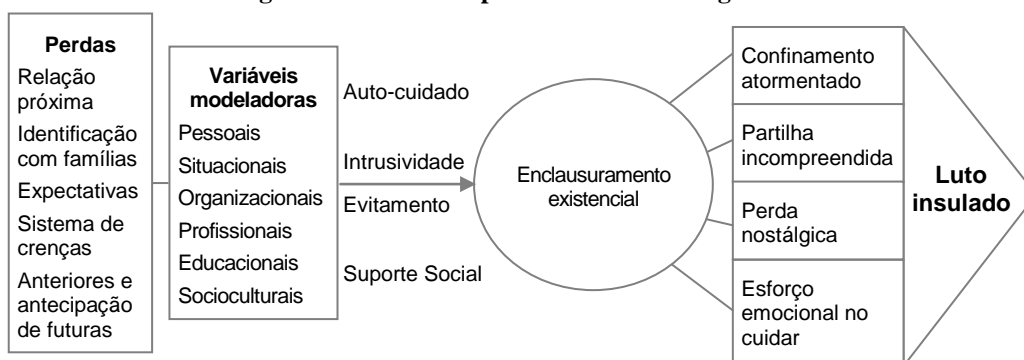 Perdas
Relação
próxima
Identificação
com famílias
Expectativas
Sistema de
crenças
Anteriores e
antecipação
de futuras
Variáveis
modeladoras
Pessoais
Situacionais
Organizacionais
Profissionais
Educacionais
Socioculturais
Auto-cuidado
Intrusividade
Evitamento
Suporte Social
Enclausuramento
existencial
Confinamento
atormentado
Partilha
incompreendida
Perda
nostálgica
Esforço
emocional no
cuidar
Luto
insulado